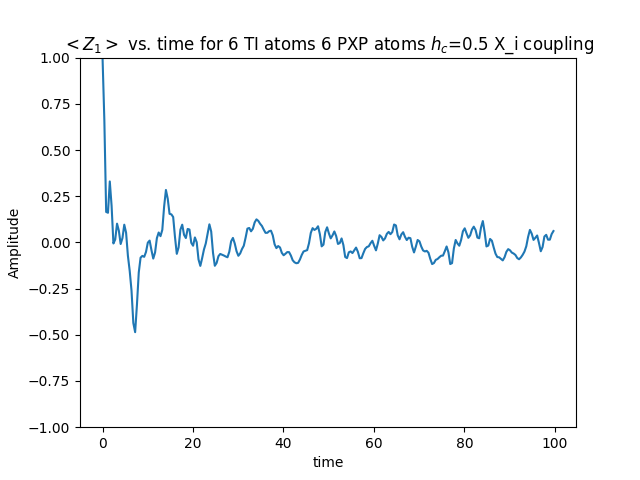 <Z₁> vs. time for 6 TI atoms 6 PXP atoms h_c=0.5 X_i coupling
1.00
0.75
0.50
0.25
0.00
−0.25
−0.50
−0.75
−1.00
Amplitude
0 20 40 60 80 100
time